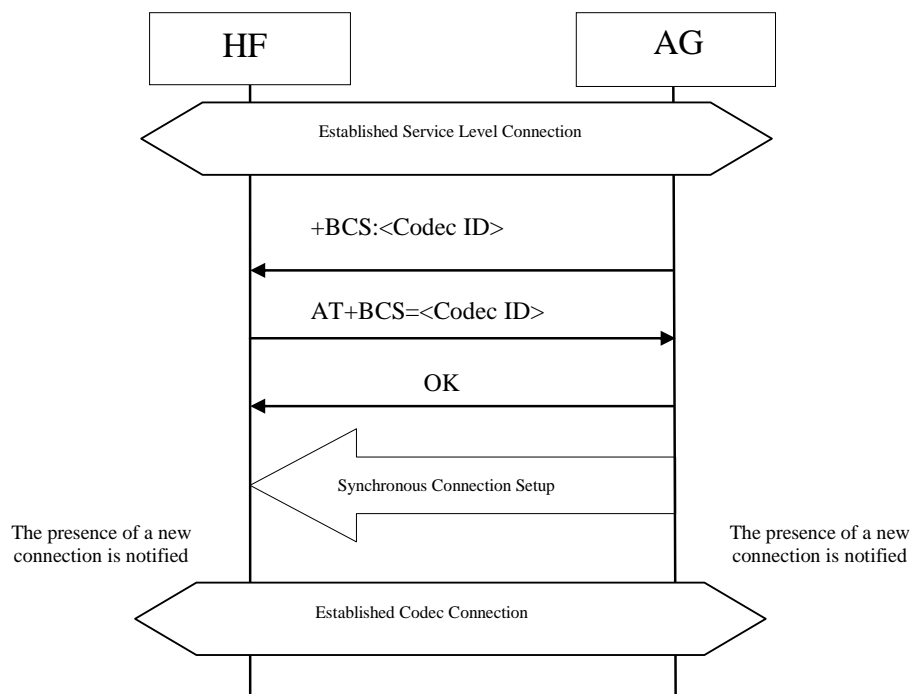 HF
AG
Established Service Level Connection
+BCS:<Codec ID>
AT+BCS=<Codec ID>
OK
Synchronous Connection Setup
The presence of a new
connection is notified
The presence of a new
connection is notified
Established Codec Connection